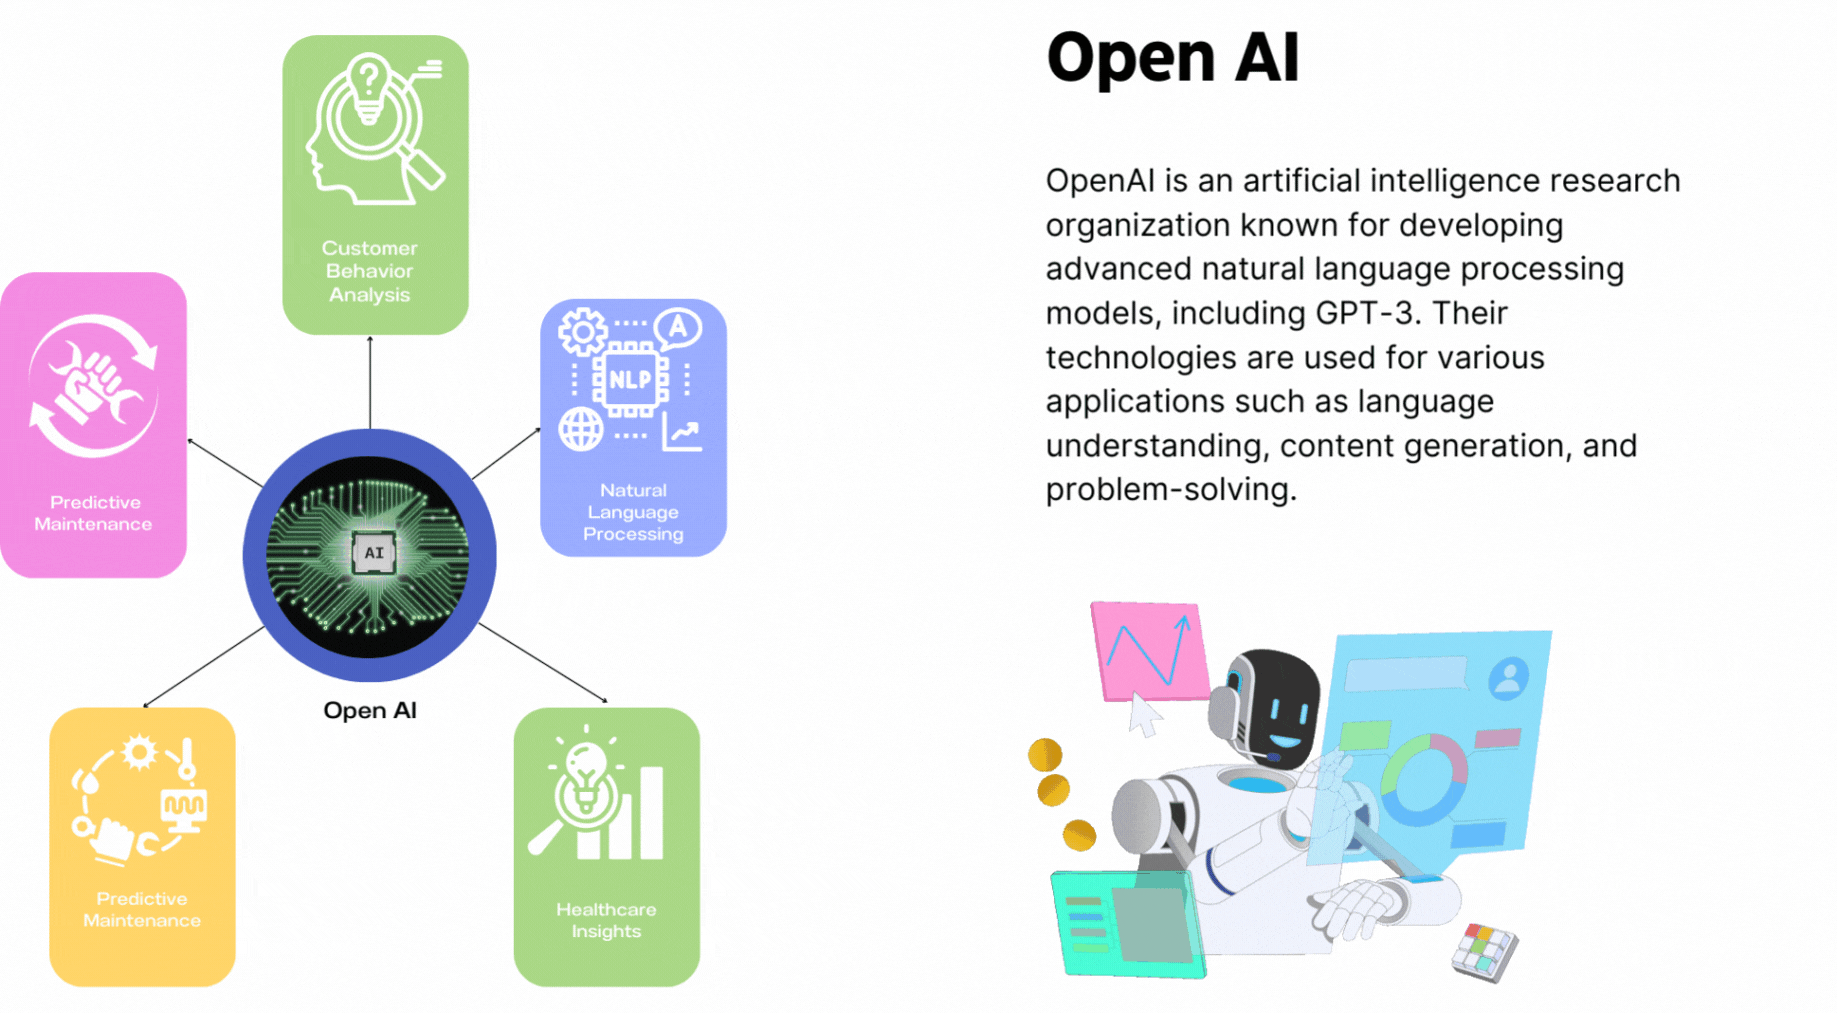 Customer
Behavior
Analysis
Predictive
Maintenance
A
NLP
Natural
Language
Processing
AI
Open AI
Predictive
Maintenance
Healthcare
Insights
Open AI
OpenAI is an artificial intelligence research
organization known for developing
advanced natural language processing
models, including GPT-3. Their
technologies are used for various
applications such as language
understanding, content generation, and
problem-solving.